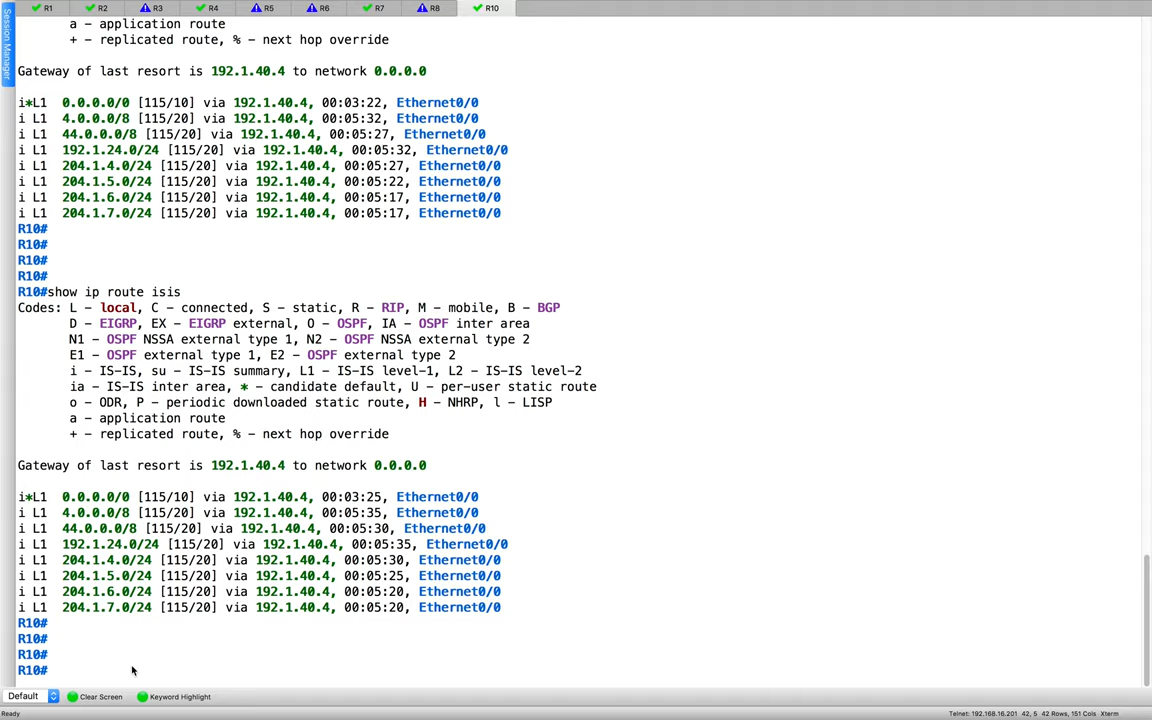 R1 R2 R3 R4 R5 R6 R7 R8 R10
Session Manager
a - application route
+ - replicated route, % - next hop override
Gateway of last resort is 192.1.40.4 to network 0.0.0.0
i*L1 0.0.0.0/0 [115/10] via 192.1.40.4, 00:03:22, Ethernet0/0
i L1 4.0.0.0/8 [115/20] via 192.1.40.4, 00:05:32, Ethernet0/0
i L1 44.0.0.0/8 [115/20] via 192.1.40.4, 00:05:27, Ethernet0/0
i L1 192.1.24.0/24 [115/20] via 192.1.40.4, 00:05:32, Ethernet0/0
i L1 204.1.4.0/24 [115/20] via 192.1.40.4, 00:05:27, Ethernet0/0
i L1 204.1.5.0/24 [115/20] via 192.1.40.4, 00:05:22, Ethernet0/0
i L1 204.1.6.0/24 [115/20] via 192.1.40.4, 00:05:17, Ethernet0/0
i L1 204.1.7.0/24 [115/20] via 192.1.40.4, 00:05:17, Ethernet0/0
R10#
R10#
R10#
R10#
R10#show ip route isis
Codes: L - local, C - connected, S - static, R - RIP, M - mobile, B - BGP
D - EIGRP, EX - EIGRP external, O - OSPF, IA - OSPF inter area
N1 - OSPF NSSA external type 1, N2 - OSPF NSSA external type 2
E1 - OSPF external type 1, E2 - OSPF external type 2
i - IS-IS, su - IS-IS summary, L1 - IS-IS level-1, L2 - IS-IS level-2
ia - IS-IS inter area, * - candidate default, U - per-user static route
o - ODR, P - periodic downloaded static route, H - NHRP, l - LISP
a - application route
+ - replicated route, % - next hop override
Gateway of last resort is 192.1.40.4 to network 0.0.0.0
i*L1 0.0.0.0/0 [115/10] via 192.1.40.4, 00:03:25, Ethernet0/0
i L1 4.0.0.0/8 [115/20] via 192.1.40.4, 00:05:35, Ethernet0/0
i L1 44.0.0.0/8 [115/20] via 192.1.40.4, 00:05:30, Ethernet0/0
i L1 192.1.24.0/24 [115/20] via 192.1.40.4, 00:05:35, Ethernet0/0
i L1 204.1.4.0/24 [115/20] via 192.1.40.4, 00:05:30, Ethernet0/0
i L1 204.1.5.0/24 [115/20] via 192.1.40.4, 00:05:25, Ethernet0/0
i L1 204.1.6.0/24 [115/20] via 192.1.40.4, 00:05:20, Ethernet0/0
i L1 204.1.7.0/24 [115/20] via 192.1.40.4, 00:05:20, Ethernet0/0
R10#
R10#
R10#
R10#
Default Clear Screen Keyword Highlight
Ready Telnet: 192.168.16.201 42, 5 42 Rows, 151 Cols Xterm